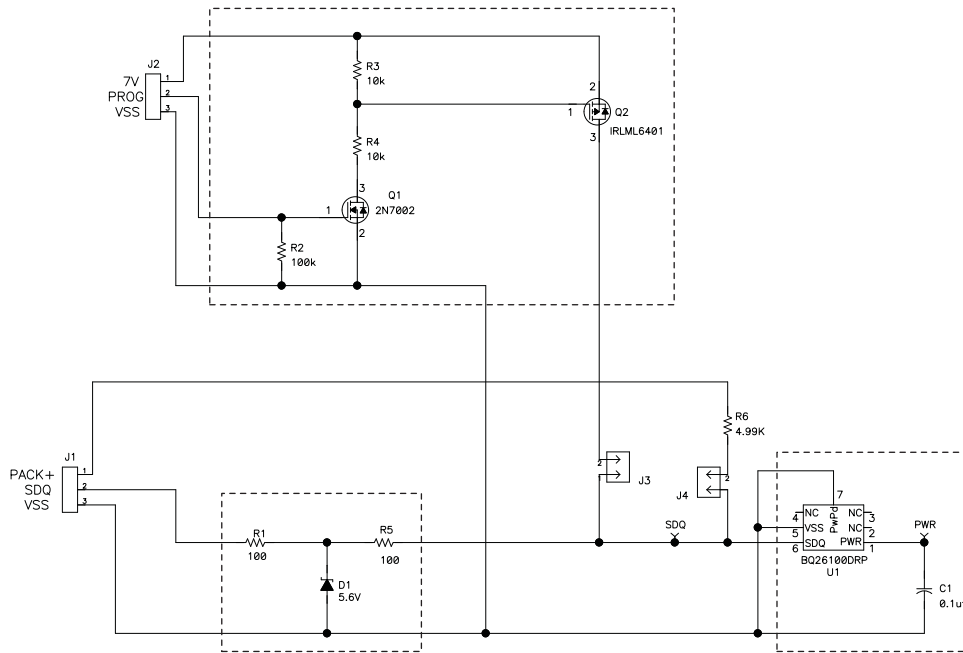 J2
7V
PROG
VSS
1
2
3
R3
10k
R4
10k
3
Q1
1
2N7002
2
R2
100k
2
1
Q2
IRLML6401
3
J1
PACK+
SDQ
VSS
1
2
3
R6
4.99K
2
1
J3
1
2
J4
R1
100
R5
100
D1
5.6V
SDQ
7
PwPd
4
NC
NC
3
5
VSS
NC
2
6
SDQ
PWR
1
BQ26100DRP
U1
PWR
C1
0.1u